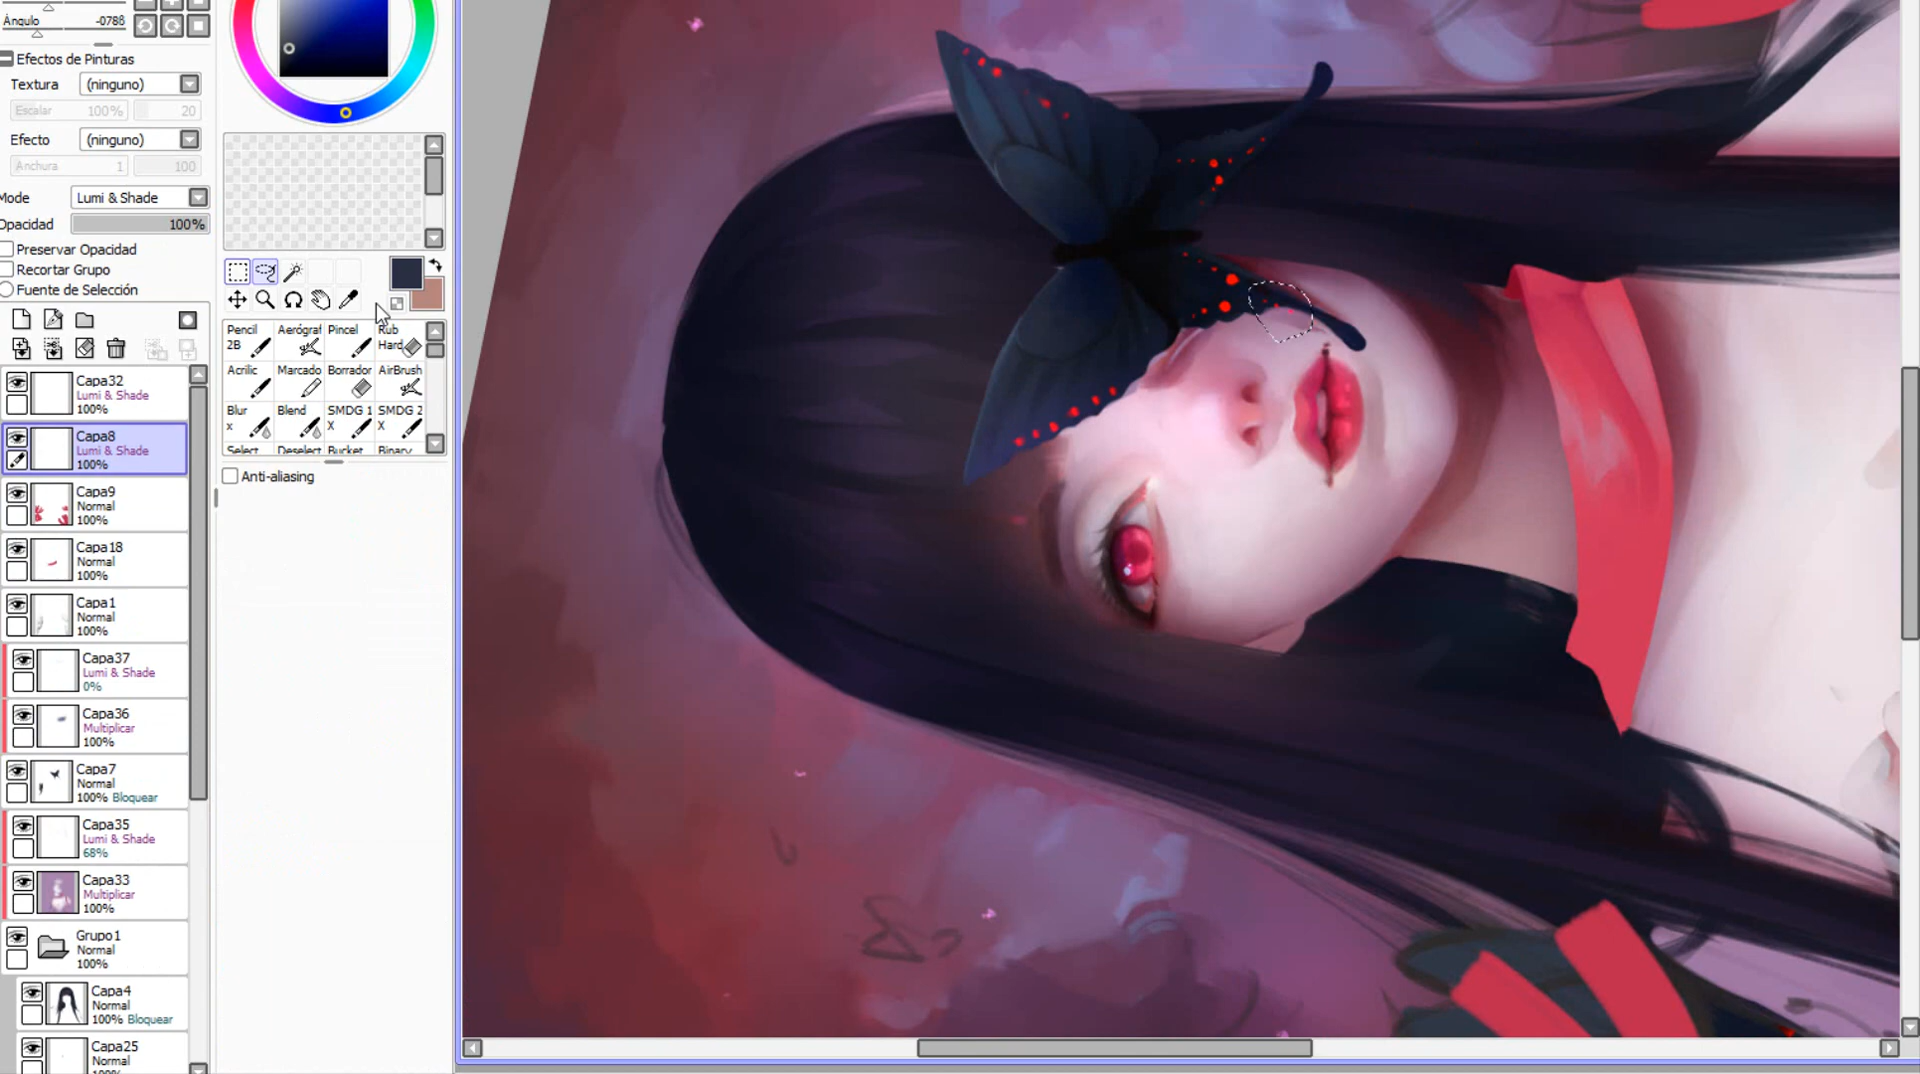 Ángulo -0788
Efectos de Pinturas
Textura (ninguno)
Escalar 100% 20
Efecto (ninguno)
Anchura 1 100
Mode Lumi & Shade
Opacidad 100%
Preservar Opacidad
Recortar Grupo
Fuente de Selección
Capa32
Lumi & Shade
100%
Capa8
Lumi & Shade
100%
Capa9
Normal
100%
Capa18
Normal
100%
Capa1
Normal
100%
Capa37
Lumi & Shade
0%
Capa36
Multiplicar
100%
Capa7
Normal
100% Bloquear
Capa35
Lumi & Shade
68%
Capa33
Multiplicar
100%
Grupo1
Normal
100%
Capa4
Normal
100% Bloquear
Capa25
Normal
Pencil 2B
Aerógraf
Pincel
Rub Hard
Acrilic
Marcado
Borrador
AirBrush
Blur x
Blend
SMDG 1 X
SMDG 2 X
Select
Deselect
Bucket
Binary
Anti-aliasing